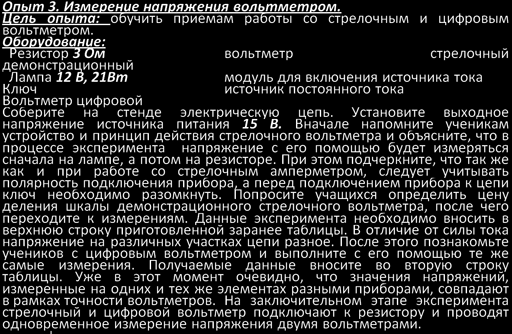 Опыт 3. Измерение напряжения вольтметром.
Цель опыта: обучить приемам работы со стрелочным и цифровым
вольтметром.
Оборудование:
Резистор 3 Ом вольтметр стрелочный
демонстрационный
Лампа 12 В, 21Вт модуль для включения источника тока
Ключ источник постоянного тока
Вольтметр цифровой
Соберите на стенде электрическую цепь. Установите выходное
напряжение источника питания 15 В. Вначале напомните ученикам
устройство и принцип действия стрелочного вольтметра и объясните, что в
процессе эксперимента напряжение с его помощью будет измеряться
сначала на лампе, а потом на резисторе. При этом подчеркните, что так же
как и при работе со стрелочным амперметром, следует учитывать
полярность подключения прибора, а перед подключением прибора к цепи
ключ необходимо разомкнуть. Попросите учащихся определить цену
деления шкалы демонстрационного стрелочного вольтметра, после чего
переходите к измерениям. Данные эксперимента необходимо вносить в
верхнюю строку приготовленной заранее таблицы. В отличие от силы тока
напряжение на различных участках цепи разное. После этого познакомьте
учеников с цифровым вольтметром и выполните с его помощью те же
самые измерения. Получаемые данные вносите во вторую строку
таблицы. Уже в этот момент очевидно, что значения напряжений,
измеренные на одних и тех же элементах разными приборами, совпадают
в рамках точности вольтметров. На заключительном этапе эксперимента
стрелочный и цифровой вольтметр подключают к резистору и проводят
одновременное измерение напряжения двумя вольтметрами.